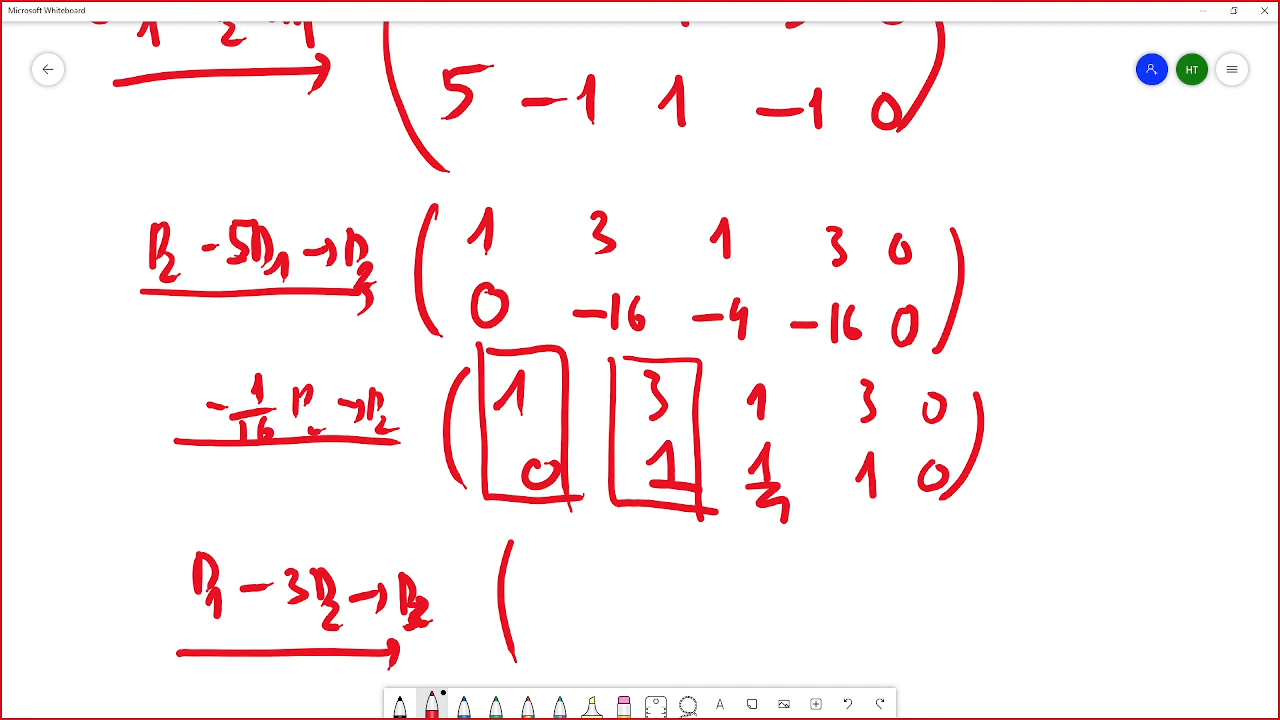 Microsoft Whiteboard
HT
5 -1 1 -1 0
R2 - 5R1 → R2
1 3 1 3 0
0 -16 -4 -16 0
-1/16 R2 → R2
1 3 1 3 0
0 1 1/4 1 0
R1 - 3R2 → R2
A